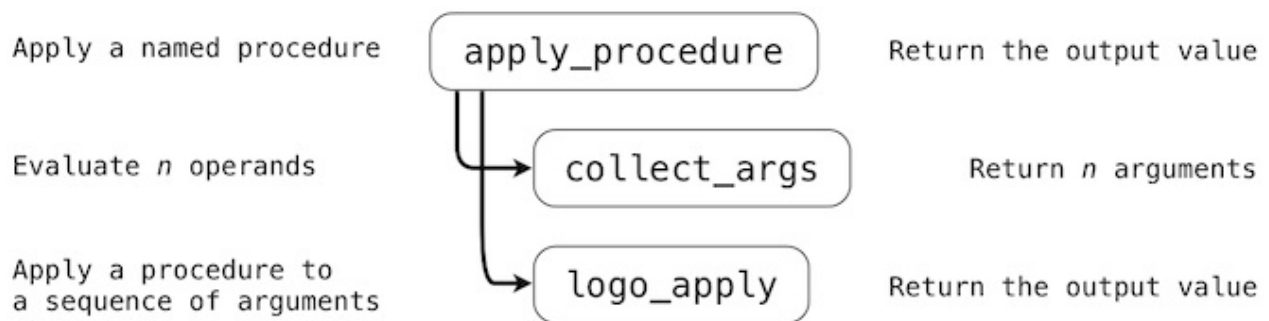 Apply a named procedure
apply_procedure
Return the output value
Evaluate n operands
collect_args
Return n arguments
Apply a procedure to
a sequence of arguments
logo_apply
Return the output value